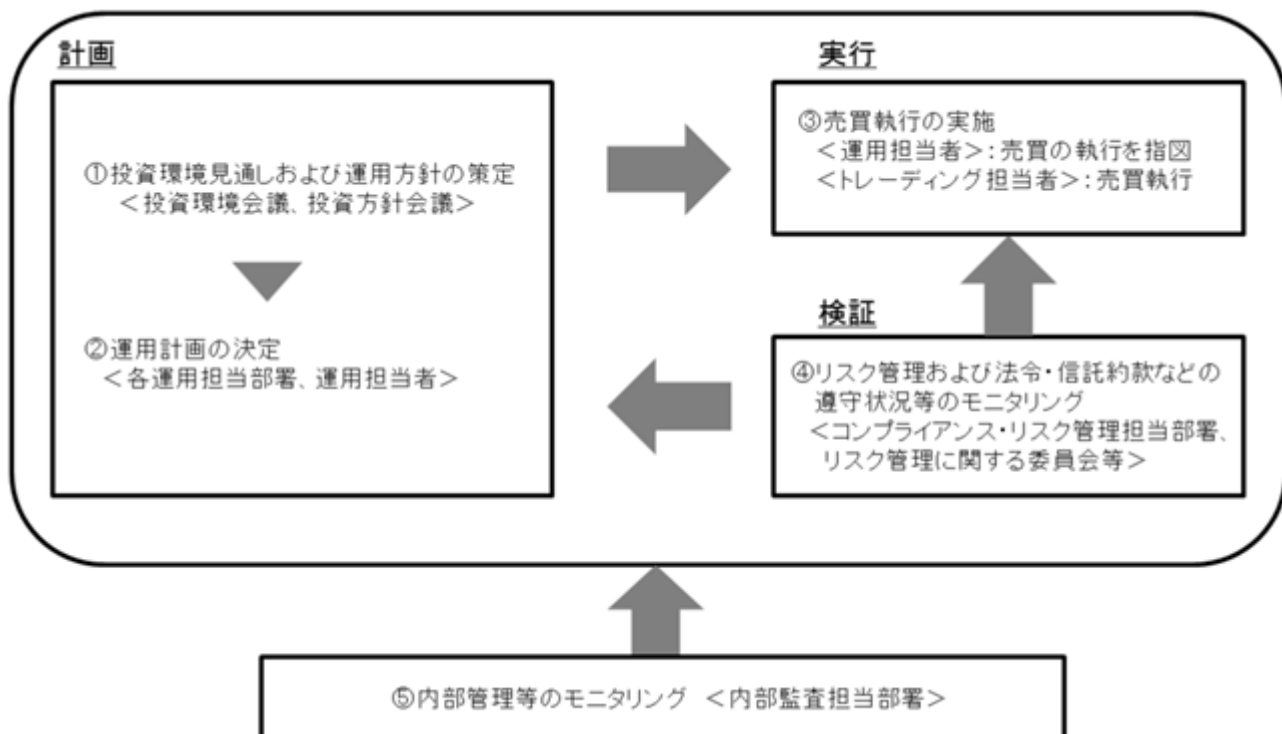 計画
①投資環境見通しおよび運用方針の策定
＜投資環境会議、投資方針会議＞
②運用計画の決定
＜各運用担当部署、運用担当者＞
実行
③売買執行の実施
＜運用担当者＞：売買の執行を指図
＜トレーディング担当者＞：売買執行
検証
④リスク管理および法令・信託約款などの
遵守状況等のモニタリング
＜コンプライアンス・リスク管理担当部署、
リスク管理に関する委員会等＞
⑤内部管理等のモニタリング ＜内部監査担当部署＞